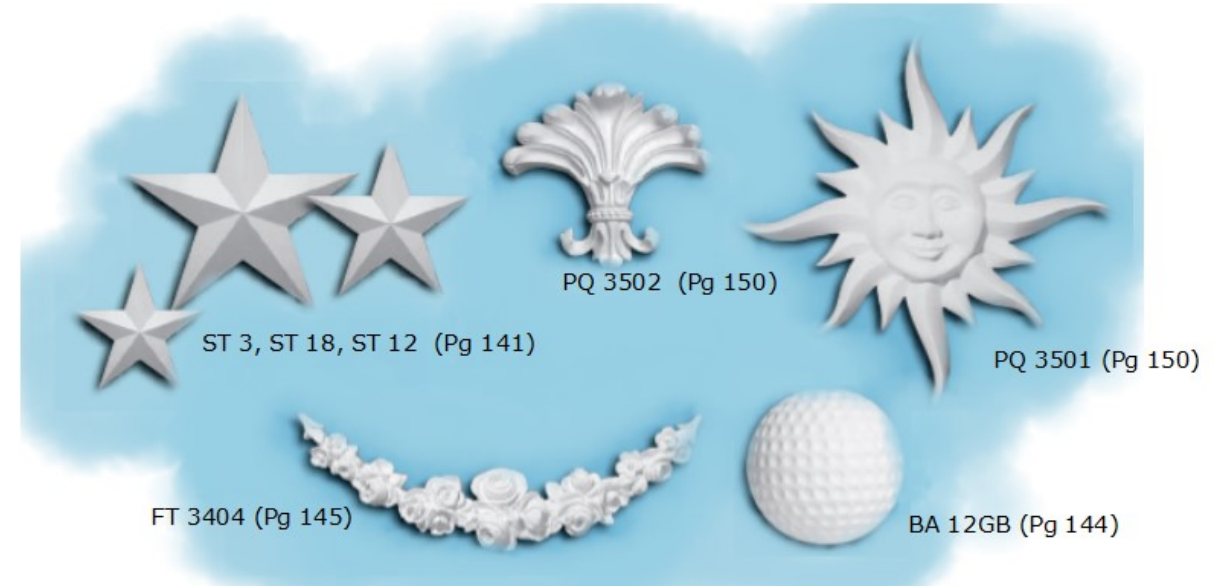 PQ 3502  (Pg 150)
ST 3, ST 18, ST 12  (Pg 141)
PQ 3501 (Pg 150)
FT 3404 (Pg 145)
BA 12GB (Pg 144)